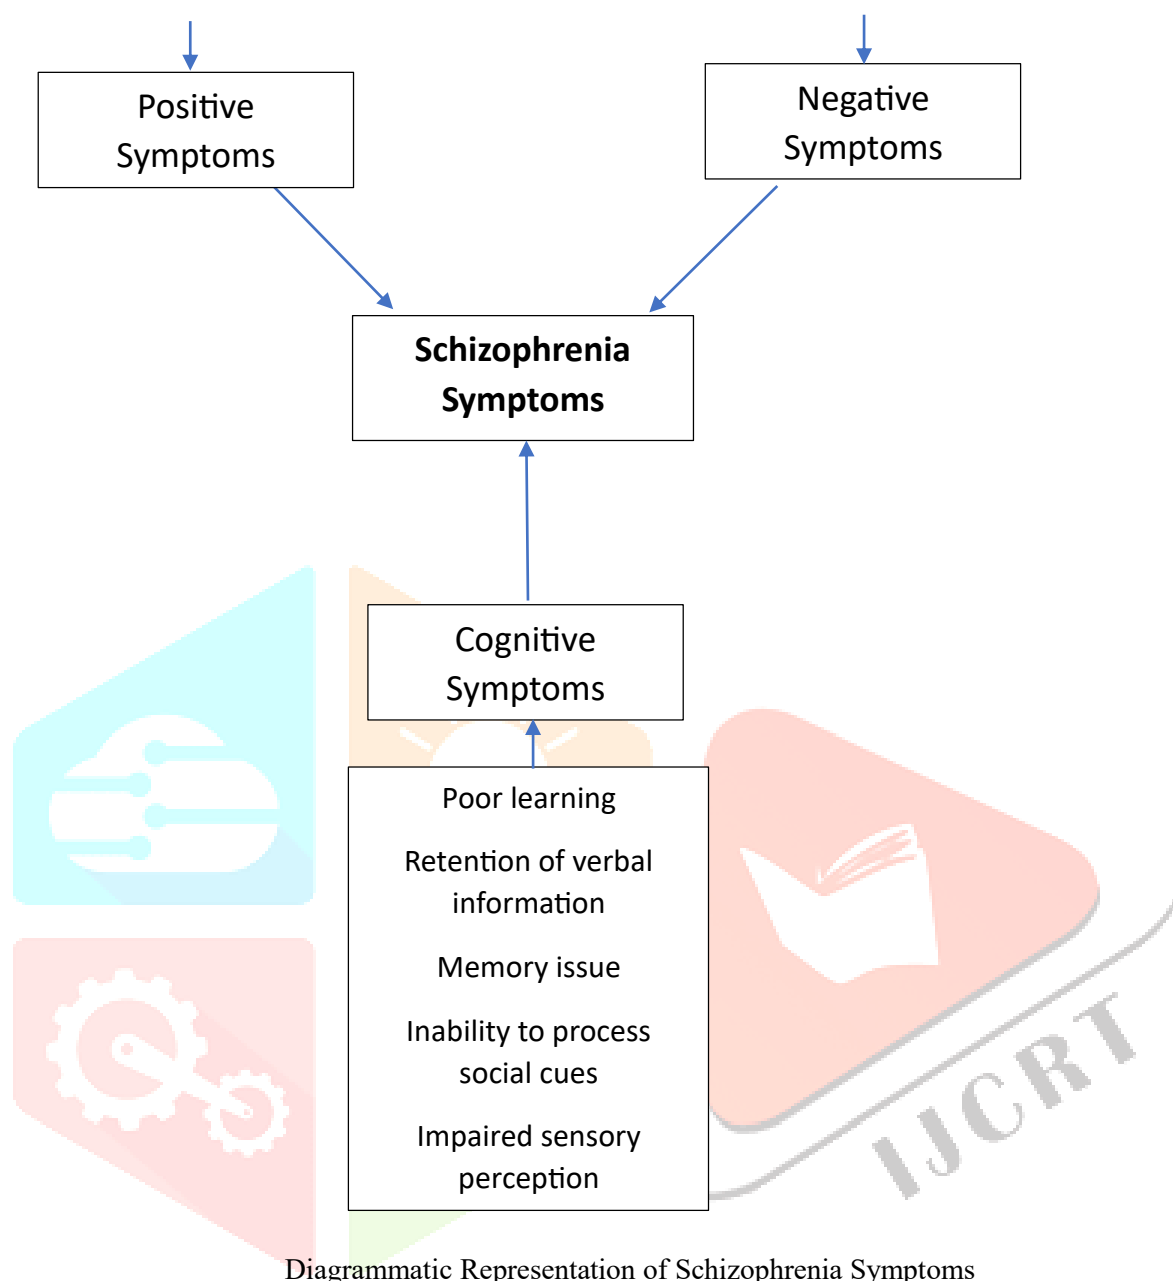 Positive
Symptoms
Negative
Symptoms
Schizophrenia
Symptoms
Cognitive
Symptoms
Poor learning
Retention of verbal
information
Memory issue
Inability to process
social cues
Impaired sensory
perception
IJCRT
Diagrammatic Representation of Schizophrenia Symptoms